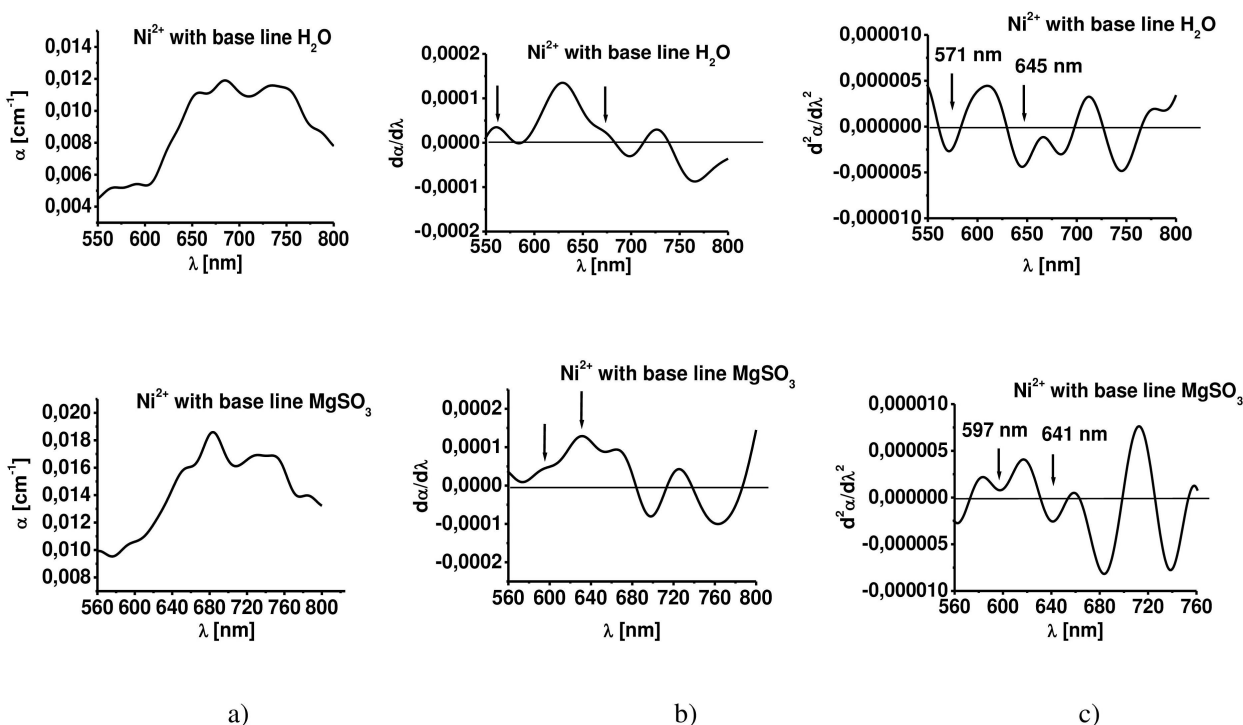 Ni²⁺ with base line H₂O
0,014
0,012
0,010
0,008
0,006
0,004
α [cm⁻¹]
550 600 650 700 750 800
λ [nm]
Ni²⁺ with base line H₂O
0,0002
0,0001
0,0000
-0,0001
-0,0002
dα/dλ
550 600 650 700 750 800
λ [nm]
Ni²⁺ with base line H₂O
0,000010
0,000005
0,000000
-0,000005
-0,000010
d²α/dλ²
571 nm
645 nm
550 600 650 700 750 800
λ [nm]
Ni²⁺ with base line MgSO₃
0,020
0,018
0,016
0,014
0,012
0,010
0,008
α [cm⁻¹]
560 600 640 680 720 760 800
λ [nm]
Ni²⁺ with base line MgSO₃
0,0002
0,0001
0,0000
-0,0001
-0,0002
dα/dλ
560 600 640 680 720 760 800
λ [nm]
Ni²⁺ with base line MgSO₃
0,000010
0,000005
0,000000
-0,000005
-0,000010
d²α/dλ²
597 nm
641 nm
560 600 640 680 720 760
λ [nm]
a) b) c)